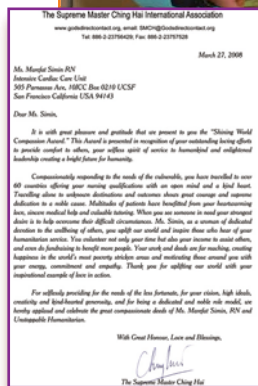 The Supreme Master Ching Hai International Association
www.godsdirectcontact.org, email: SMCH@Godsdirectcontact.org
Tel: 886-2-23756429; Fax: 886-2-23757528
March 27, 2008
Ms. Munfat Simin RN
Intensive Cardiac Care Unit
505 Parnassus Ave, 10ICC Box 0210 UCSF
San Francisco California USA 94143
Dear Ms. Simin,
It is with great pleasure and gratitude that we present to you the "Shining World
Compassion Award." This Award is presented in recognition of your outstanding loving efforts
to provide comfort to others, your selfless spirit of service to humankind and enlightened
leadership creating a bright future for humanity.
Compassionately responding to the needs of the vulnerable, you have travelled to over
60 countries offering your nursing qualifications with an open mind and a kind heart.
Travelling alone to unknown destinations and outcomes shows great courage and supreme
dedication to a noble cause. Multitudes of patients have benefited from your heartwarming
love, sincere medical help and valuable listening. When you see someone in need your strongest
desire is to help overcome their difficult circumstances. Ms. Simin, as a woman of dedicated
devotion to the wellbeing of others, you uplift our world and inspire those who hear of your
humanitarian service. You volunteer not only your time but also your income to assist others,
and even do fundraising to benefit more people. Your work and deeds are far reaching, creating
happiness in the world's most poverty stricken areas and motivating those around you with
your energy, commitment and empathy. Thank you for uplifting our world with your
inspirational example of love in action.
For selflessly providing for the needs of the less fortunate, for your vision, high ideals,
creativity and kind-hearted generosity, and for being a dedicated and noble role model, we
hereby applaud and celebrate the great compassionate deeds of Ms. Munfat Simin, RN and
Unstoppable Humanitarian.
With Great Honour, Love and Blessings,
The Supreme Master Ching Hai